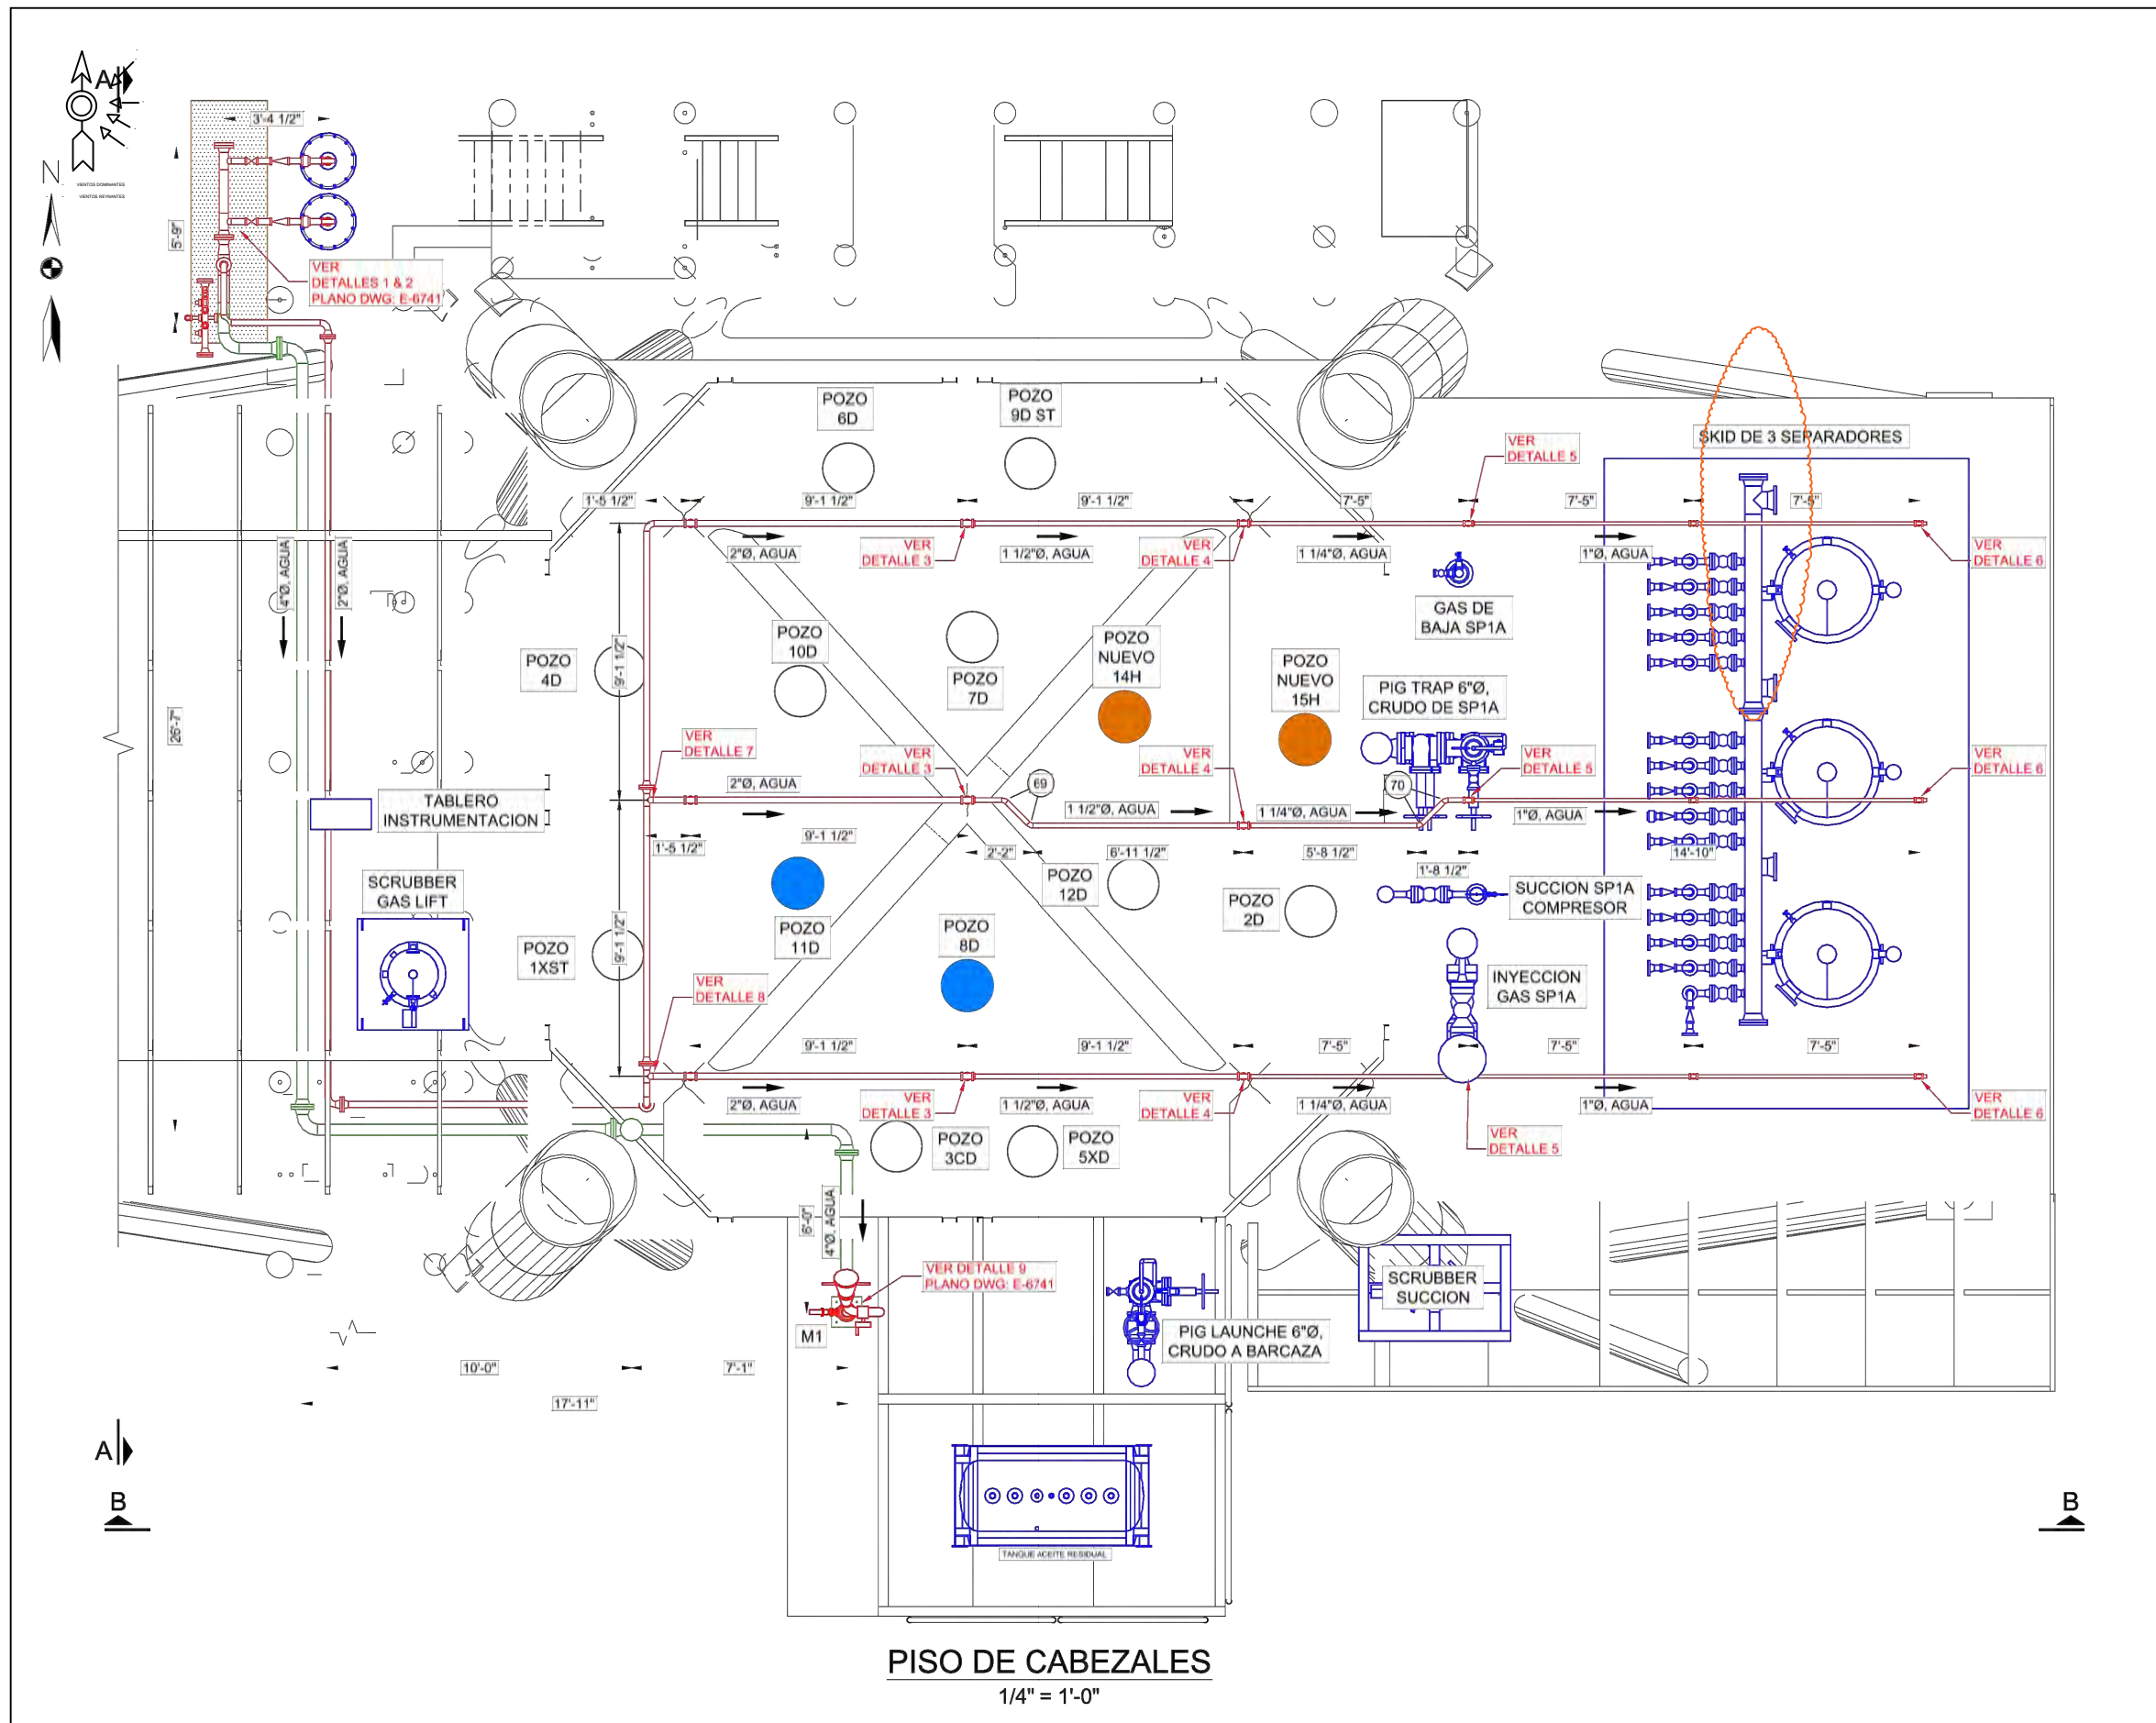 A
N
VIENTOS DOMINANTES
VIENTOS REYNANTES
3'-4 1/2"
5'-9"
VER
DETALLES 1 & 2
PLANO DWG: E-6741
POZO
6D
POZO
9D ST
SKID DE 3 SEPARADORES
VER
DETALLE 5
1'-5 1/2"
9'-1 1/2"
9'-1 1/2"
7'-5"
7'-5"
7'-5"
2"Ø, AGUA
VER
DETALLE 3
1 1/2"Ø, AGUA
VER
DETALLE 4
1 1/4"Ø, AGUA
1"Ø, AGUA
VER
DETALLE 6
4"Ø, AGUA
2"Ø, AGUA
GAS DE
BAJA SP1A
POZO
4D
9'-1 1/2"
POZO
10D
POZO
7D
POZO
NUEVO
14H
POZO
NUEVO
15H
PIG TRAP 6"Ø,
CRUDO DE SP1A
26'-7"
VER
DETALLE 7
VER
DETALLE 3
VER
DETALLE 4
VER
DETALLE 5
VER
DETALLE 6
2"Ø, AGUA
69
70
TABLERO
INSTRUMENTACION
1 1/2"Ø, AGUA
1 1/4"Ø, AGUA
1"Ø, AGUA
1'-5 1/2"
9'-1 1/2"
2'-2"
6'-11 1/2"
5'-8 1/2"
14'-10"
1'-8 1/2"
SCRUBBER
GAS LIFT
POZO
12D
POZO
2D
SUCCION SP1A
COMPRESOR
POZO
1XST
9'-1 1/2"
POZO
11D
POZO
8D
INYECCION
GAS SP1A
VER
DETALLE 8
9'-1 1/2"
9'-1 1/2"
7'-5"
7'-5"
7'-5"
2"Ø, AGUA
VER
DETALLE 3
1 1/2"Ø, AGUA
VER
DETALLE 4
1 1/4"Ø, AGUA
1"Ø, AGUA
VER
DETALLE 6
POZO
3CD
POZO
5XD
VER
DETALLE 5
6'-0"
4"Ø, AGUA
VER DETALLE 9
PLANO DWG: E-6741
M1
SCRUBBER
SUCCION
PIG LAUNCHE 6"Ø,
CRUDO A BARCAZA
10'-0"
7'-1"
17'-11"
A
B
B
TANQUE ACEITE RESIDUAL
PISO DE CABEZALES
1/4" = 1'-0"